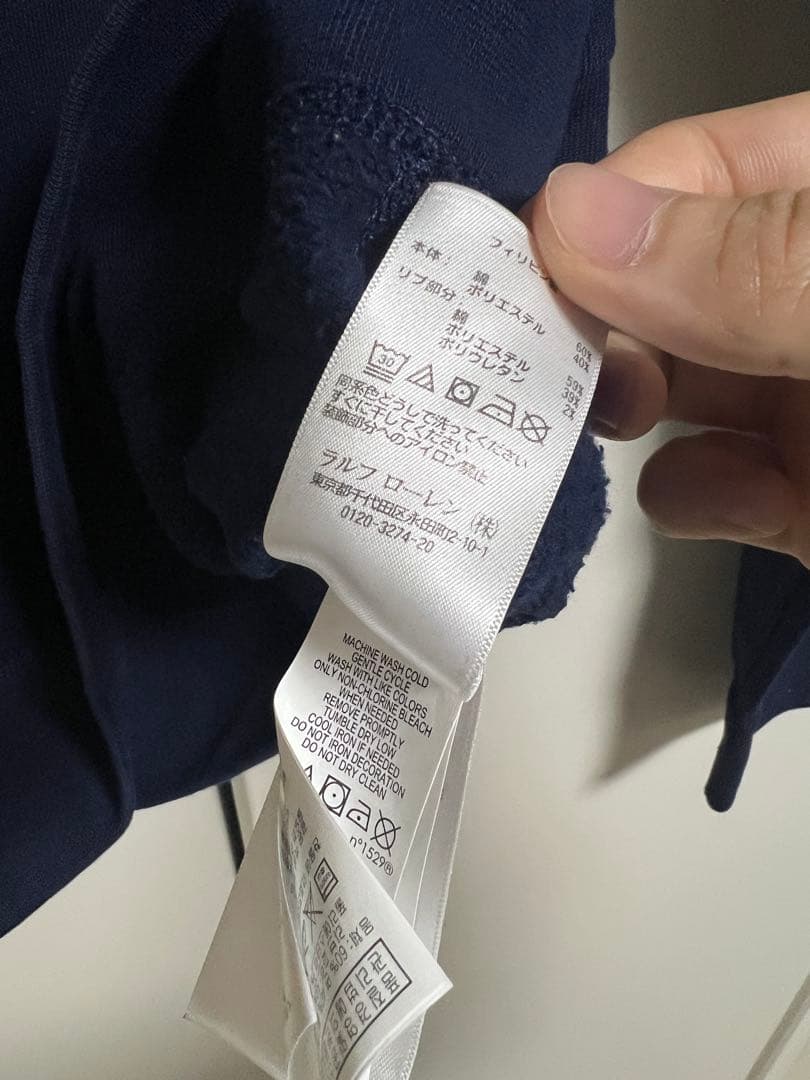 フィリピン
本体: 綿 60%
ポリエステル 40%
リブ部分: 綿 59%
ポリエステル 39%
ポリウレタン 2%
30
同系色どうしで洗ってください
すぐに干してください
装飾部分へのアイロン禁止
ラルフ ローレン (株)
東京都千代田区永田町2-10-1
0120-3274-20
MACHINE WASH COLD
GENTLE CYCLE
WASH WITH LIKE COLORS
ONLY NON-CHLORINE BLEACH
WHEN NEEDED
REMOVE PROMPTLY
TUMBLE DRY LOW
COOL IRON IF NEEDED
DO NOT IRON DECORATION
DO NOT DRY CLEAN
n°1529®